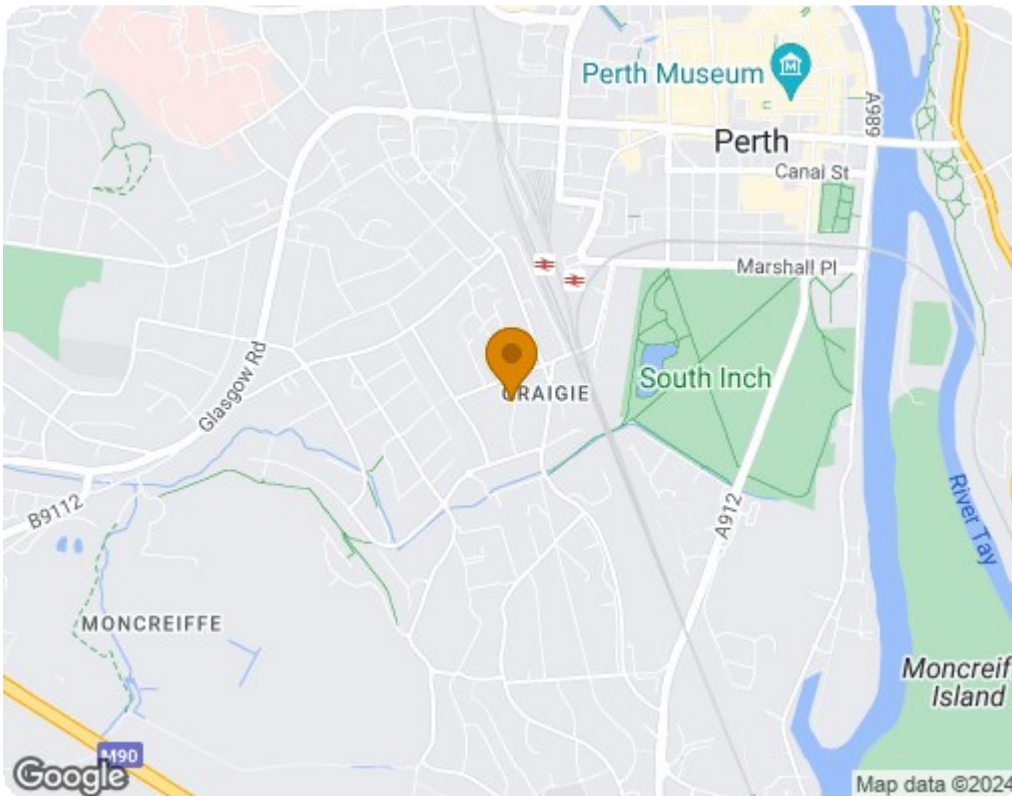 Perth Museum
A989
Perth
Canal St
Marshall Pl
Glasgow Rd
CRAIGIE
South Inch
B9112
A912
River Tay
MONCREIFFE
Moncreif
Island
M90
Google
Map data ©2024